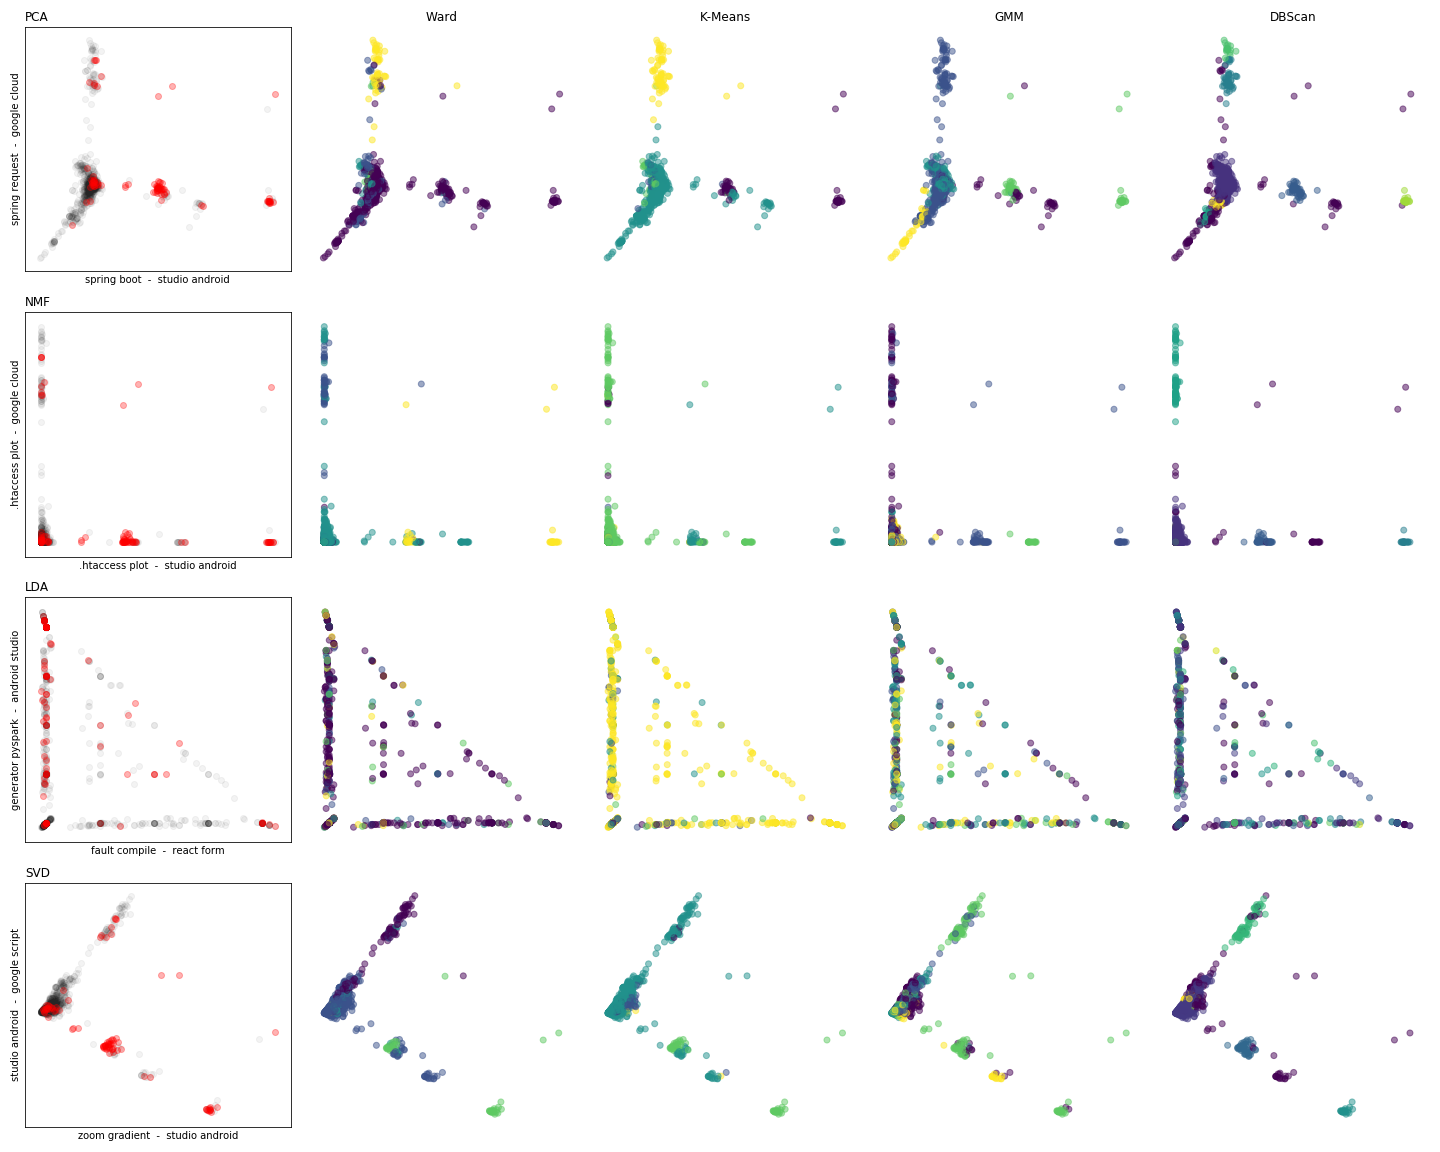 PCA
Ward
K-Means
GMM
DBScan
spring request - google cloud
spring boot - studio android
NMF
.htaccess plot - google cloud
.htaccess plot - studio android
LDA
generator pyspark - android studio
fault compile - react form
SVD
studio android - google script
zoom gradient - studio android